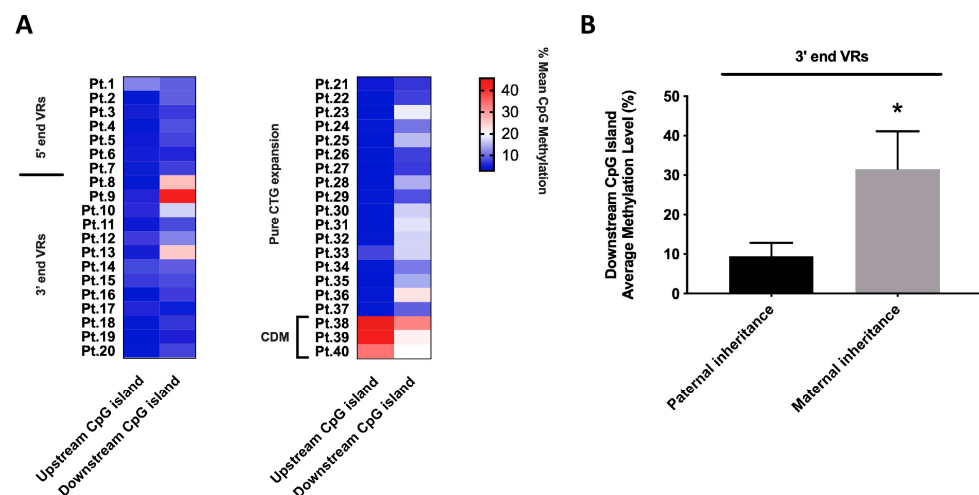 A
5' end VRs
3' end VRs
Pt.1
Pt.2
Pt.3
Pt.4
Pt.5
Pt.6
Pt.7
Pt.8
Pt.9
Pt.10
Pt.11
Pt.12
Pt.13
Pt.14
Pt.15
Pt.16
Pt.17
Pt.18
Pt.19
Pt.20
Upstream CpG island
Downstream CpG island
Pure CTG expansion
CDM
Pt.21
Pt.22
Pt.23
Pt.24
Pt.25
Pt.26
Pt.27
Pt.28
Pt.29
Pt.30
Pt.31
Pt.32
Pt.33
Pt.34
Pt.35
Pt.36
Pt.37
Pt.38
Pt.39
Pt.40
Upstream CpG island
Downstream CpG island
40
30
20
10
% Mean CpG Methylation
B
3' end VRs
*
Downstream CpG Island
Average Methylation Level (%)
50
40
30
20
10
0
Paternal inheritance
Maternal inheritance